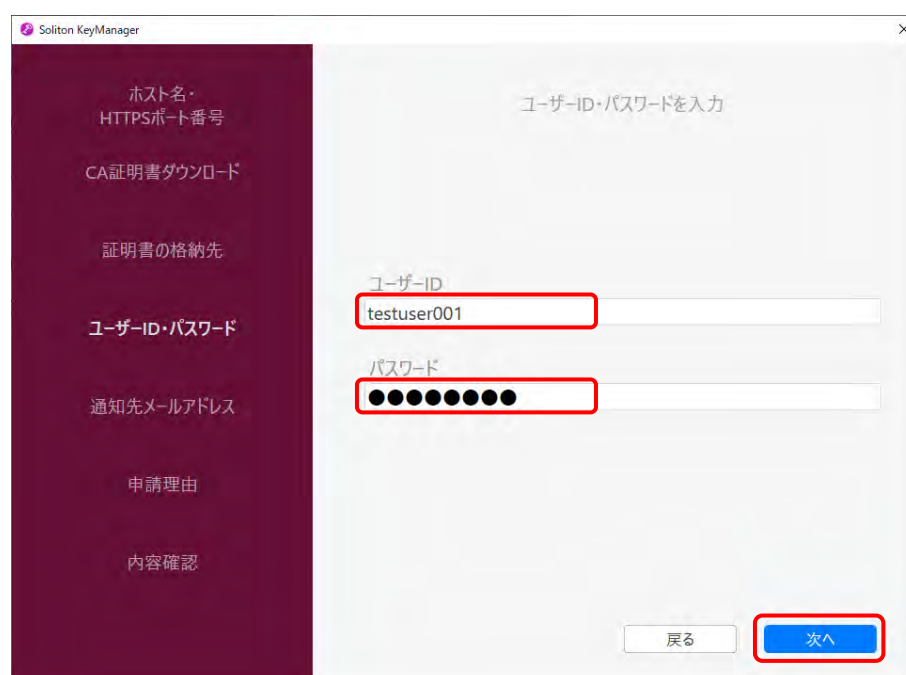 Soliton KeyManager
ホスト名・
HTTPSポート番号
CA証明書ダウンロード
証明書の格納先
ユーザーID・パスワード
通知先メールアドレス
申請理由
内容確認
ユーザーID・パスワードを入力
ユーザーID
testuser001
パスワード
●●●●●●●●
戻る
次へ